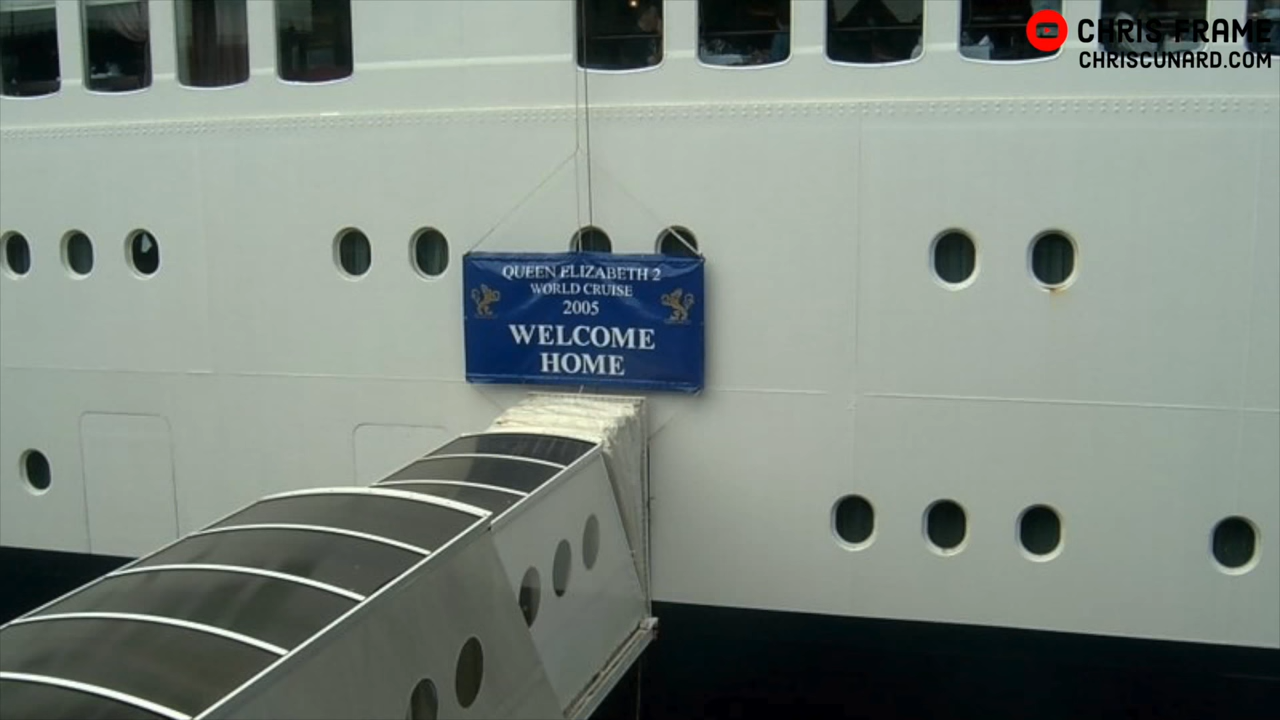 CHRIS FRAME
CHRISCUNARD.COM
QUEEN ELIZABETH 2
WORLD CRUISE
2005
WELCOME
HOME